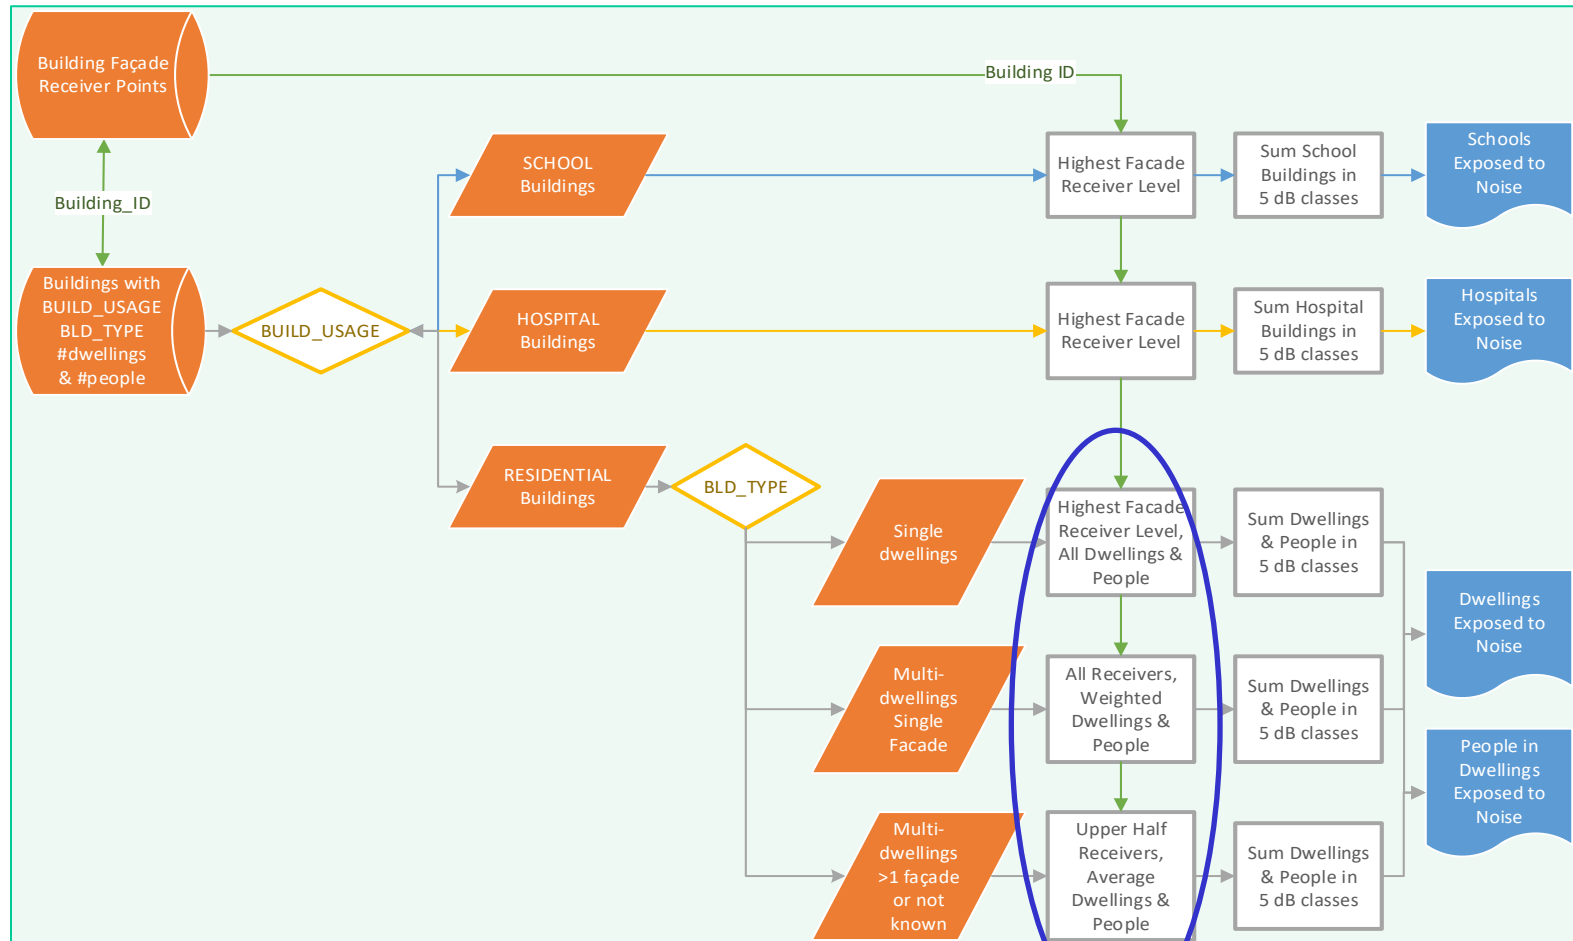 Building Façade
Receiver Points
Building ID
Building_ID
SCHOOL
Buildings
Highest Facade
Receiver Level
Sum School
Buildings in
5 dB classes
Schools
Exposed to
Noise
Buildings with
BUILD_USAGE
BLD_TYPE
#dwellings
& #people
BUILD_USAGE
HOSPITAL
Buildings
Highest Facade
Receiver Level
Sum Hospital
Buildings in
5 dB classes
Hospitals
Exposed to
Noise
RESIDENTIAL
Buildings
BLD_TYPE
Single
dwellings
Highest Facade
Receiver Level,
All Dwellings &
People
Sum Dwellings
& People in
5 dB classes
Dwellings
Exposed to
Noise
Multi-
dwellings
Single
Facade
All Receivers,
Weighted
Dwellings &
People
Sum Dwellings
& People in
5 dB classes
People in
Dwellings
Exposed to
Noise
Multi-
dwellings
>1 façade
or not
known
Upper Half
Receivers,
Average
Dwellings &
People
Sum Dwellings
& People in
5 dB classes